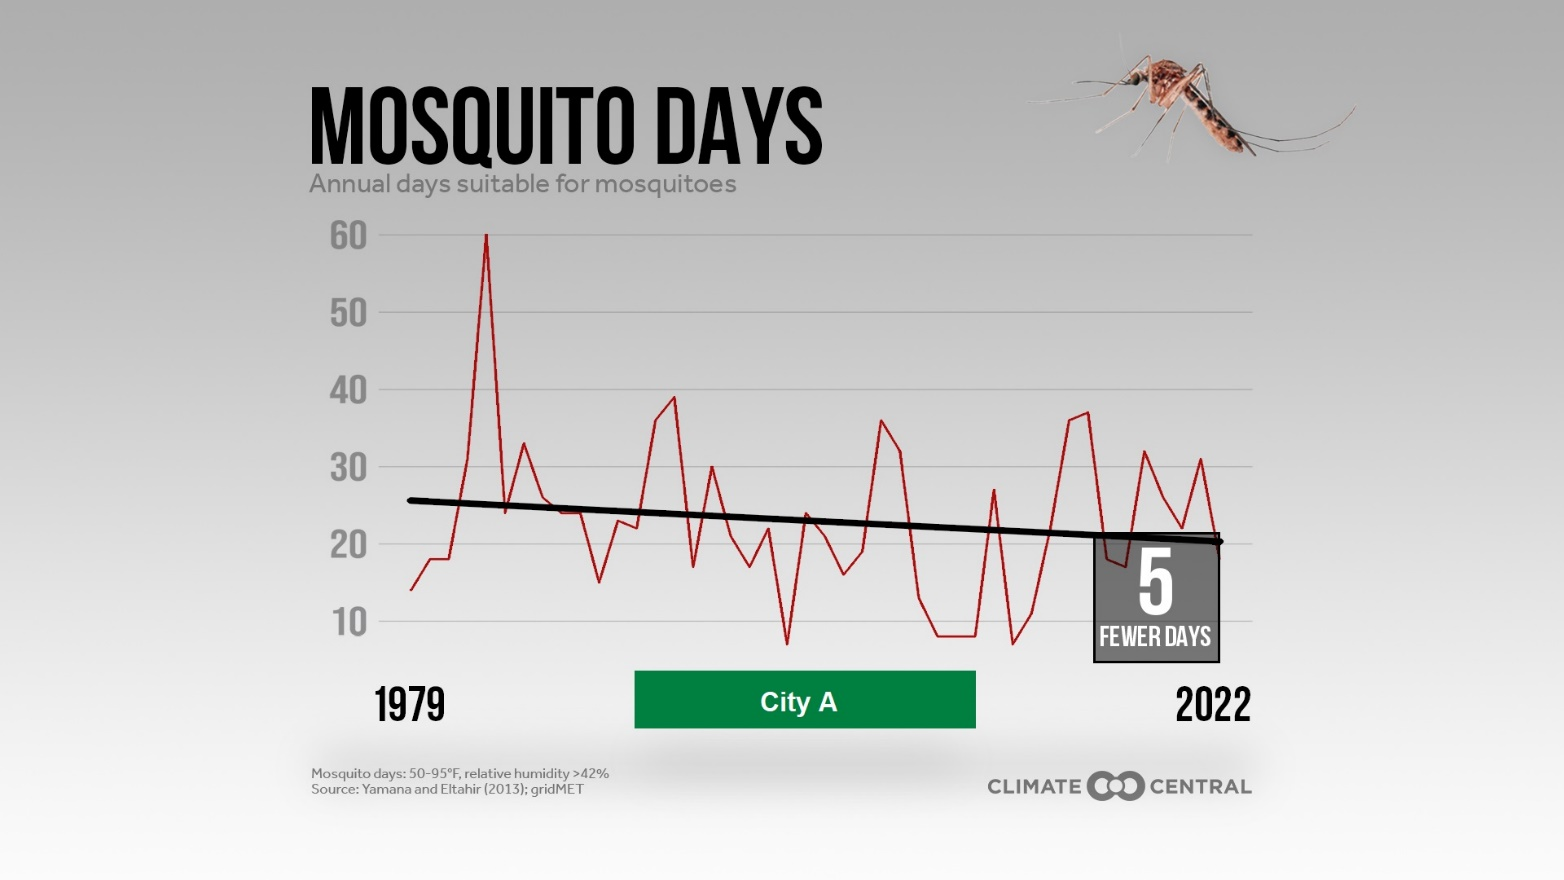 MOSQUITO DAYS
Annual days suitable for mosquitoes
60
50
40
30
20
10
5
FEWER DAYS
1979
City A
2022
Mosquito days: 50-95°F, relative humidity >42%
Source: Yamana and Eltahir (2013); gridMET
CLIMATE CENTRAL